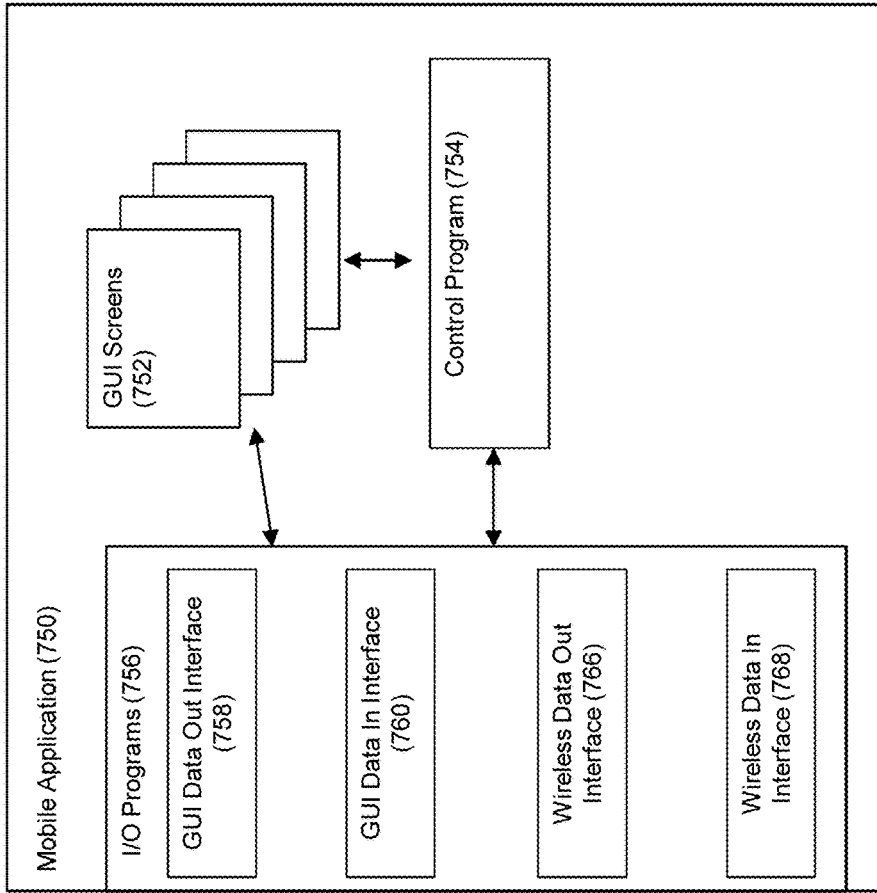 Mobile Application (750)
I/O Programs (756)
GUI Data Out Interface
(758)
GUI Data In Interface
(760)
Wireless Data Out
Interface (766)
Wireless Data In
Interface (768)
GUI Screens
(752)
Control Program (754)